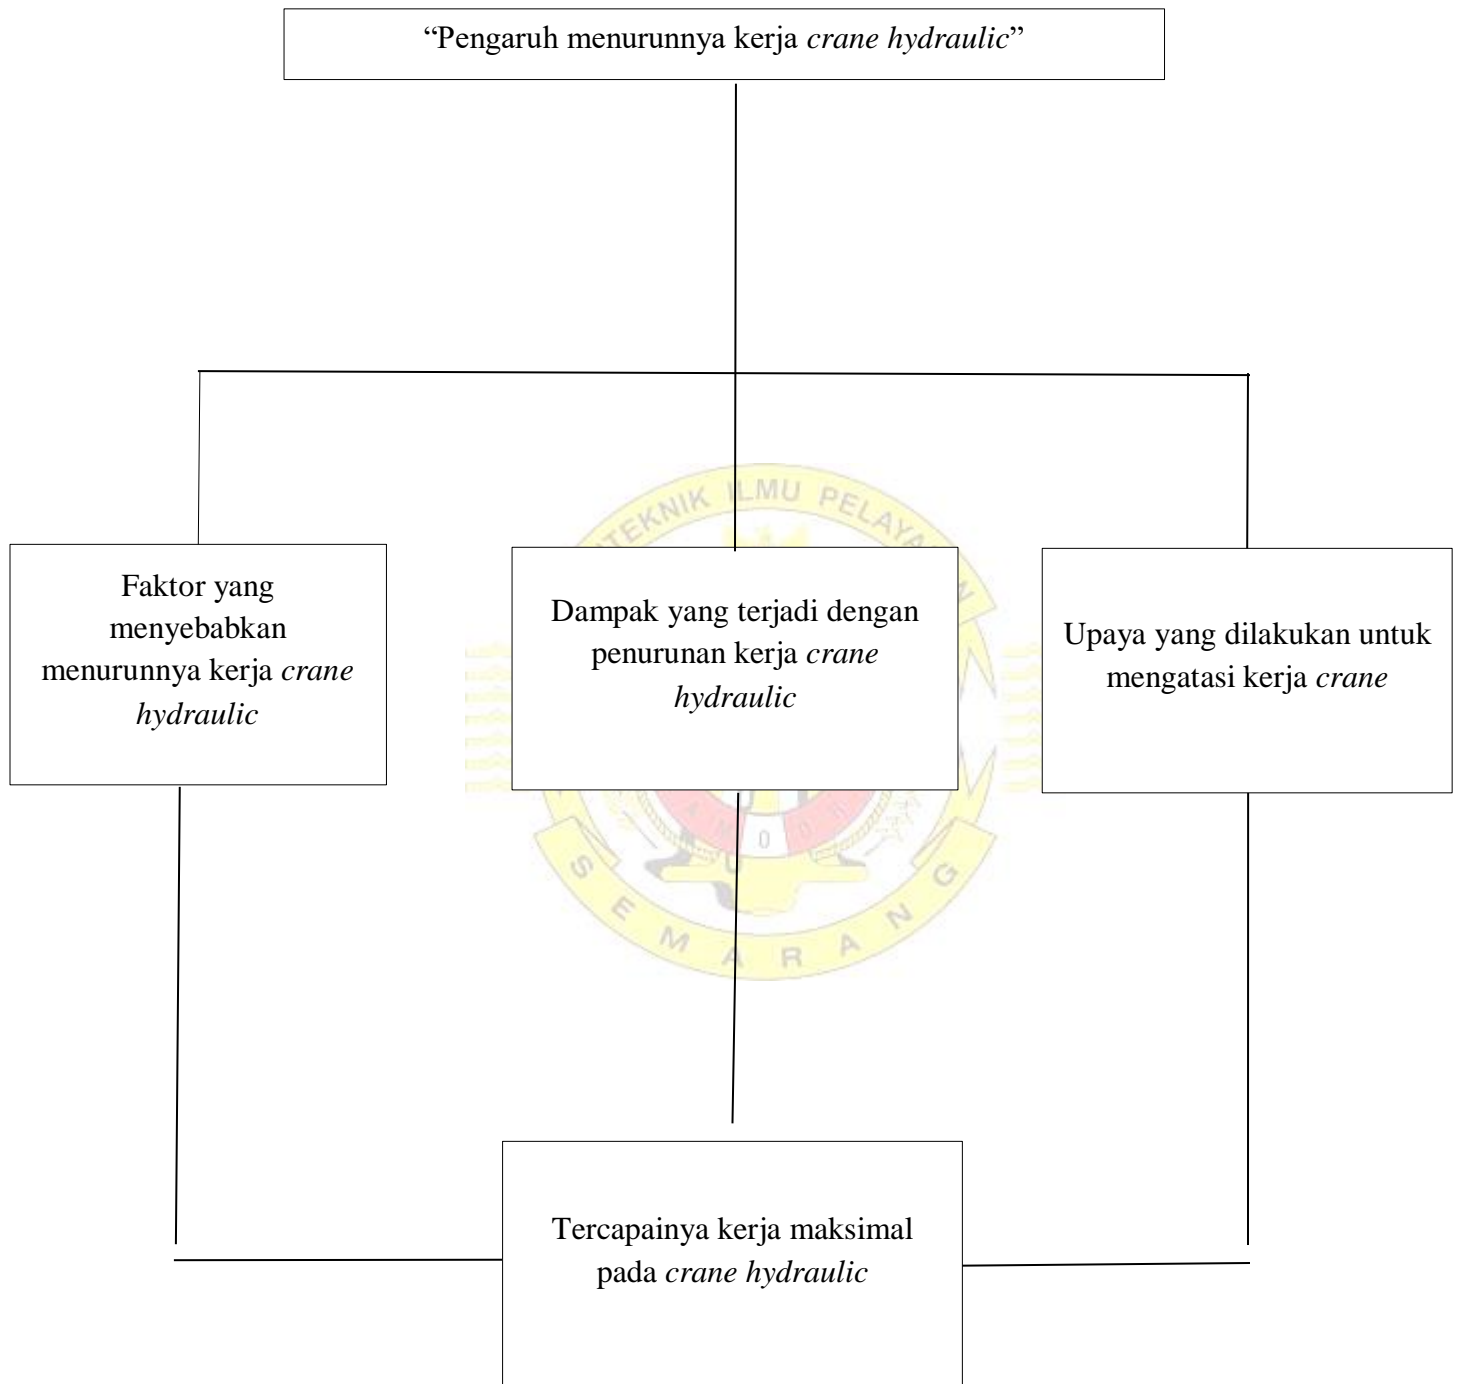 “Pengaruh menurunnya kerja crane hydraulic”
TEKNIK ILMU PELAYA
Faktor yang
menyebabkan
menurunnya kerja crane
hydraulic
Dampak yang terjadi dengan
penurunan kerja crane
hydraulic
Upaya yang dilakukan untuk
mengatasi kerja crane
SEMARANG
Tercapainya kerja maksimal
pada crane hydraulic